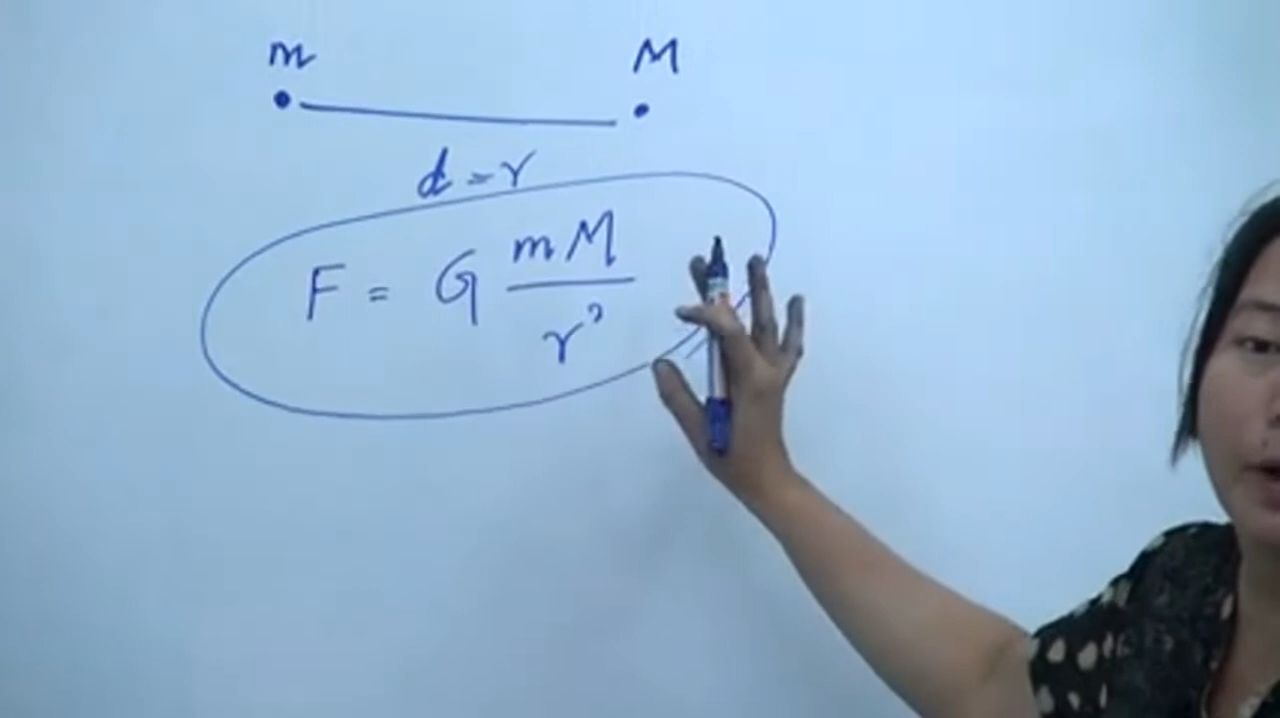 m M
d = r
F = G mM / r²